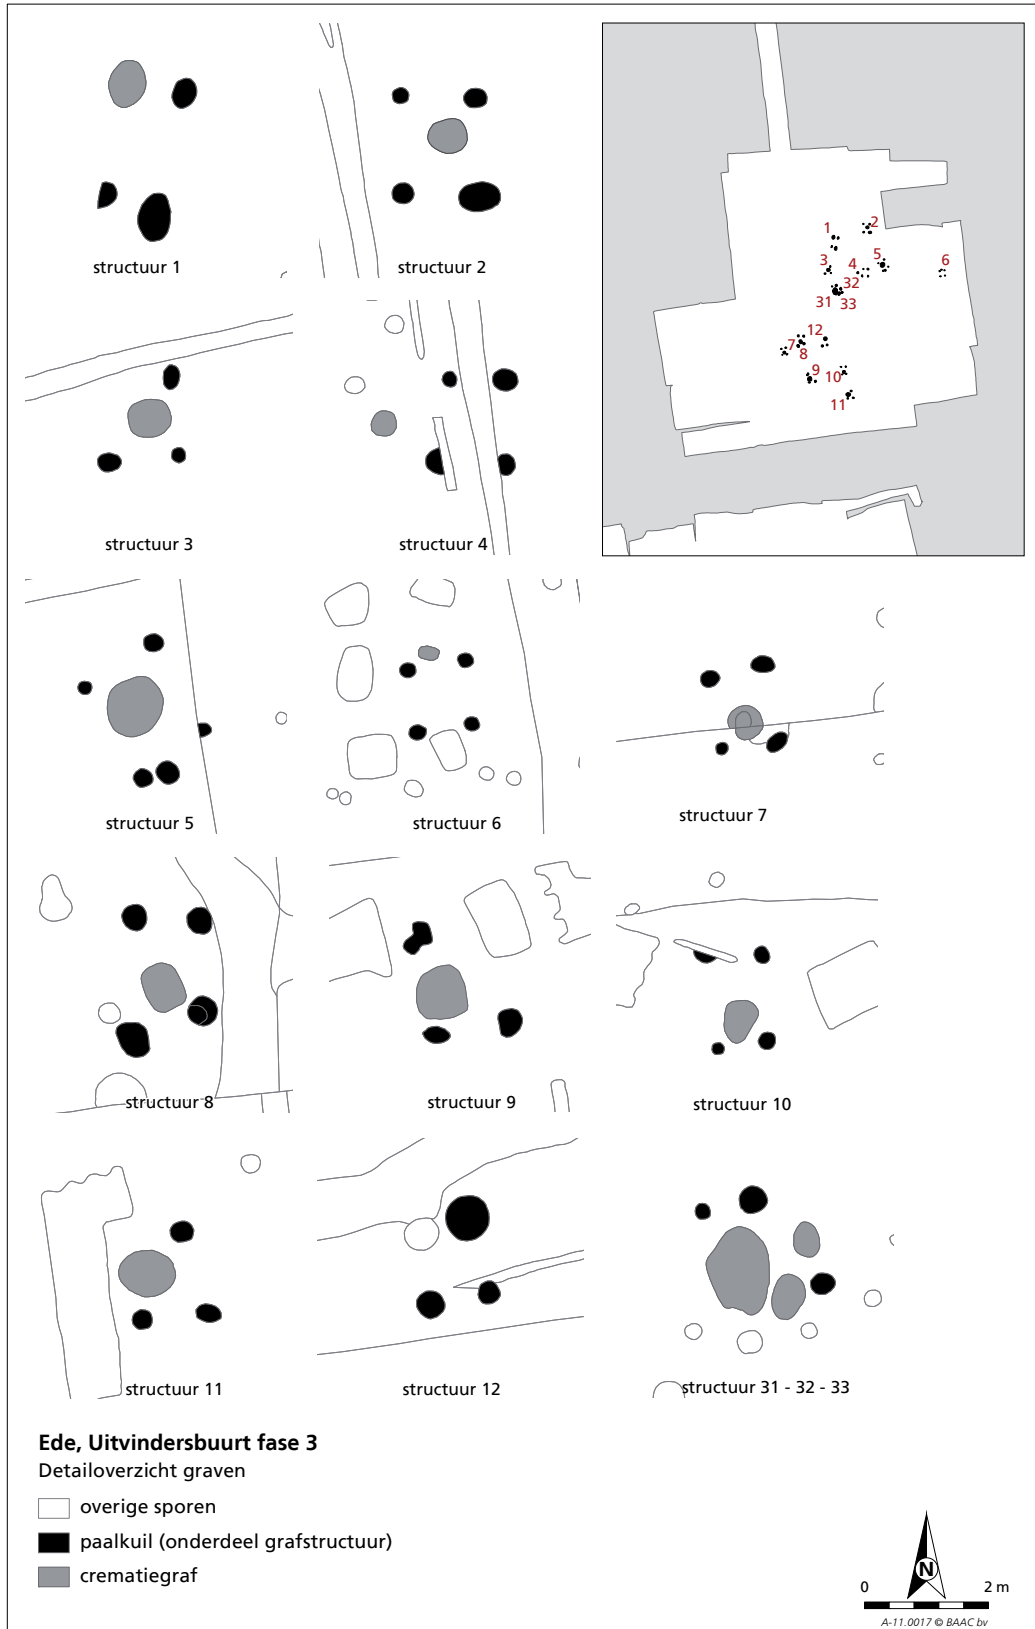 structuur 1
structuur 2
1
2
3
4
5
6
32
31
33
12
7
8
9
10
11
structuur 3
structuur 4
structuur 5
structuur 6
structuur 7
structuur 8
structuur 9
structuur 10
structuur 11
structuur 12
structuur 31 - 32 - 33
Ede, Uitvindersbuurt fase 3
Detailoverzicht graven
overige sporen
paalkuil (onderdeel grafstructuur)
crematiegraf
N
0 2 m
A-11.0017 © BAAC bv